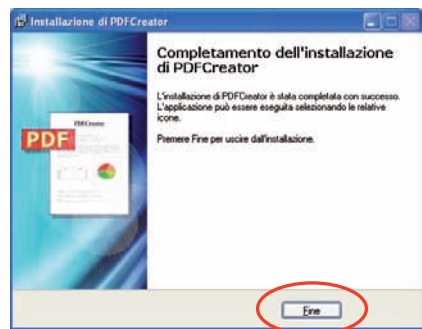 Installazione di PDFCreator
Completamento dell'installazione
di PDFCreator
L'installazione di PDFCreator è stata completata con successo.
L'applicazione può essere eseguita selezionando le relative
icone.
Premere Fine per uscire dall'installazione.
PDFCreator
PDF
Fine